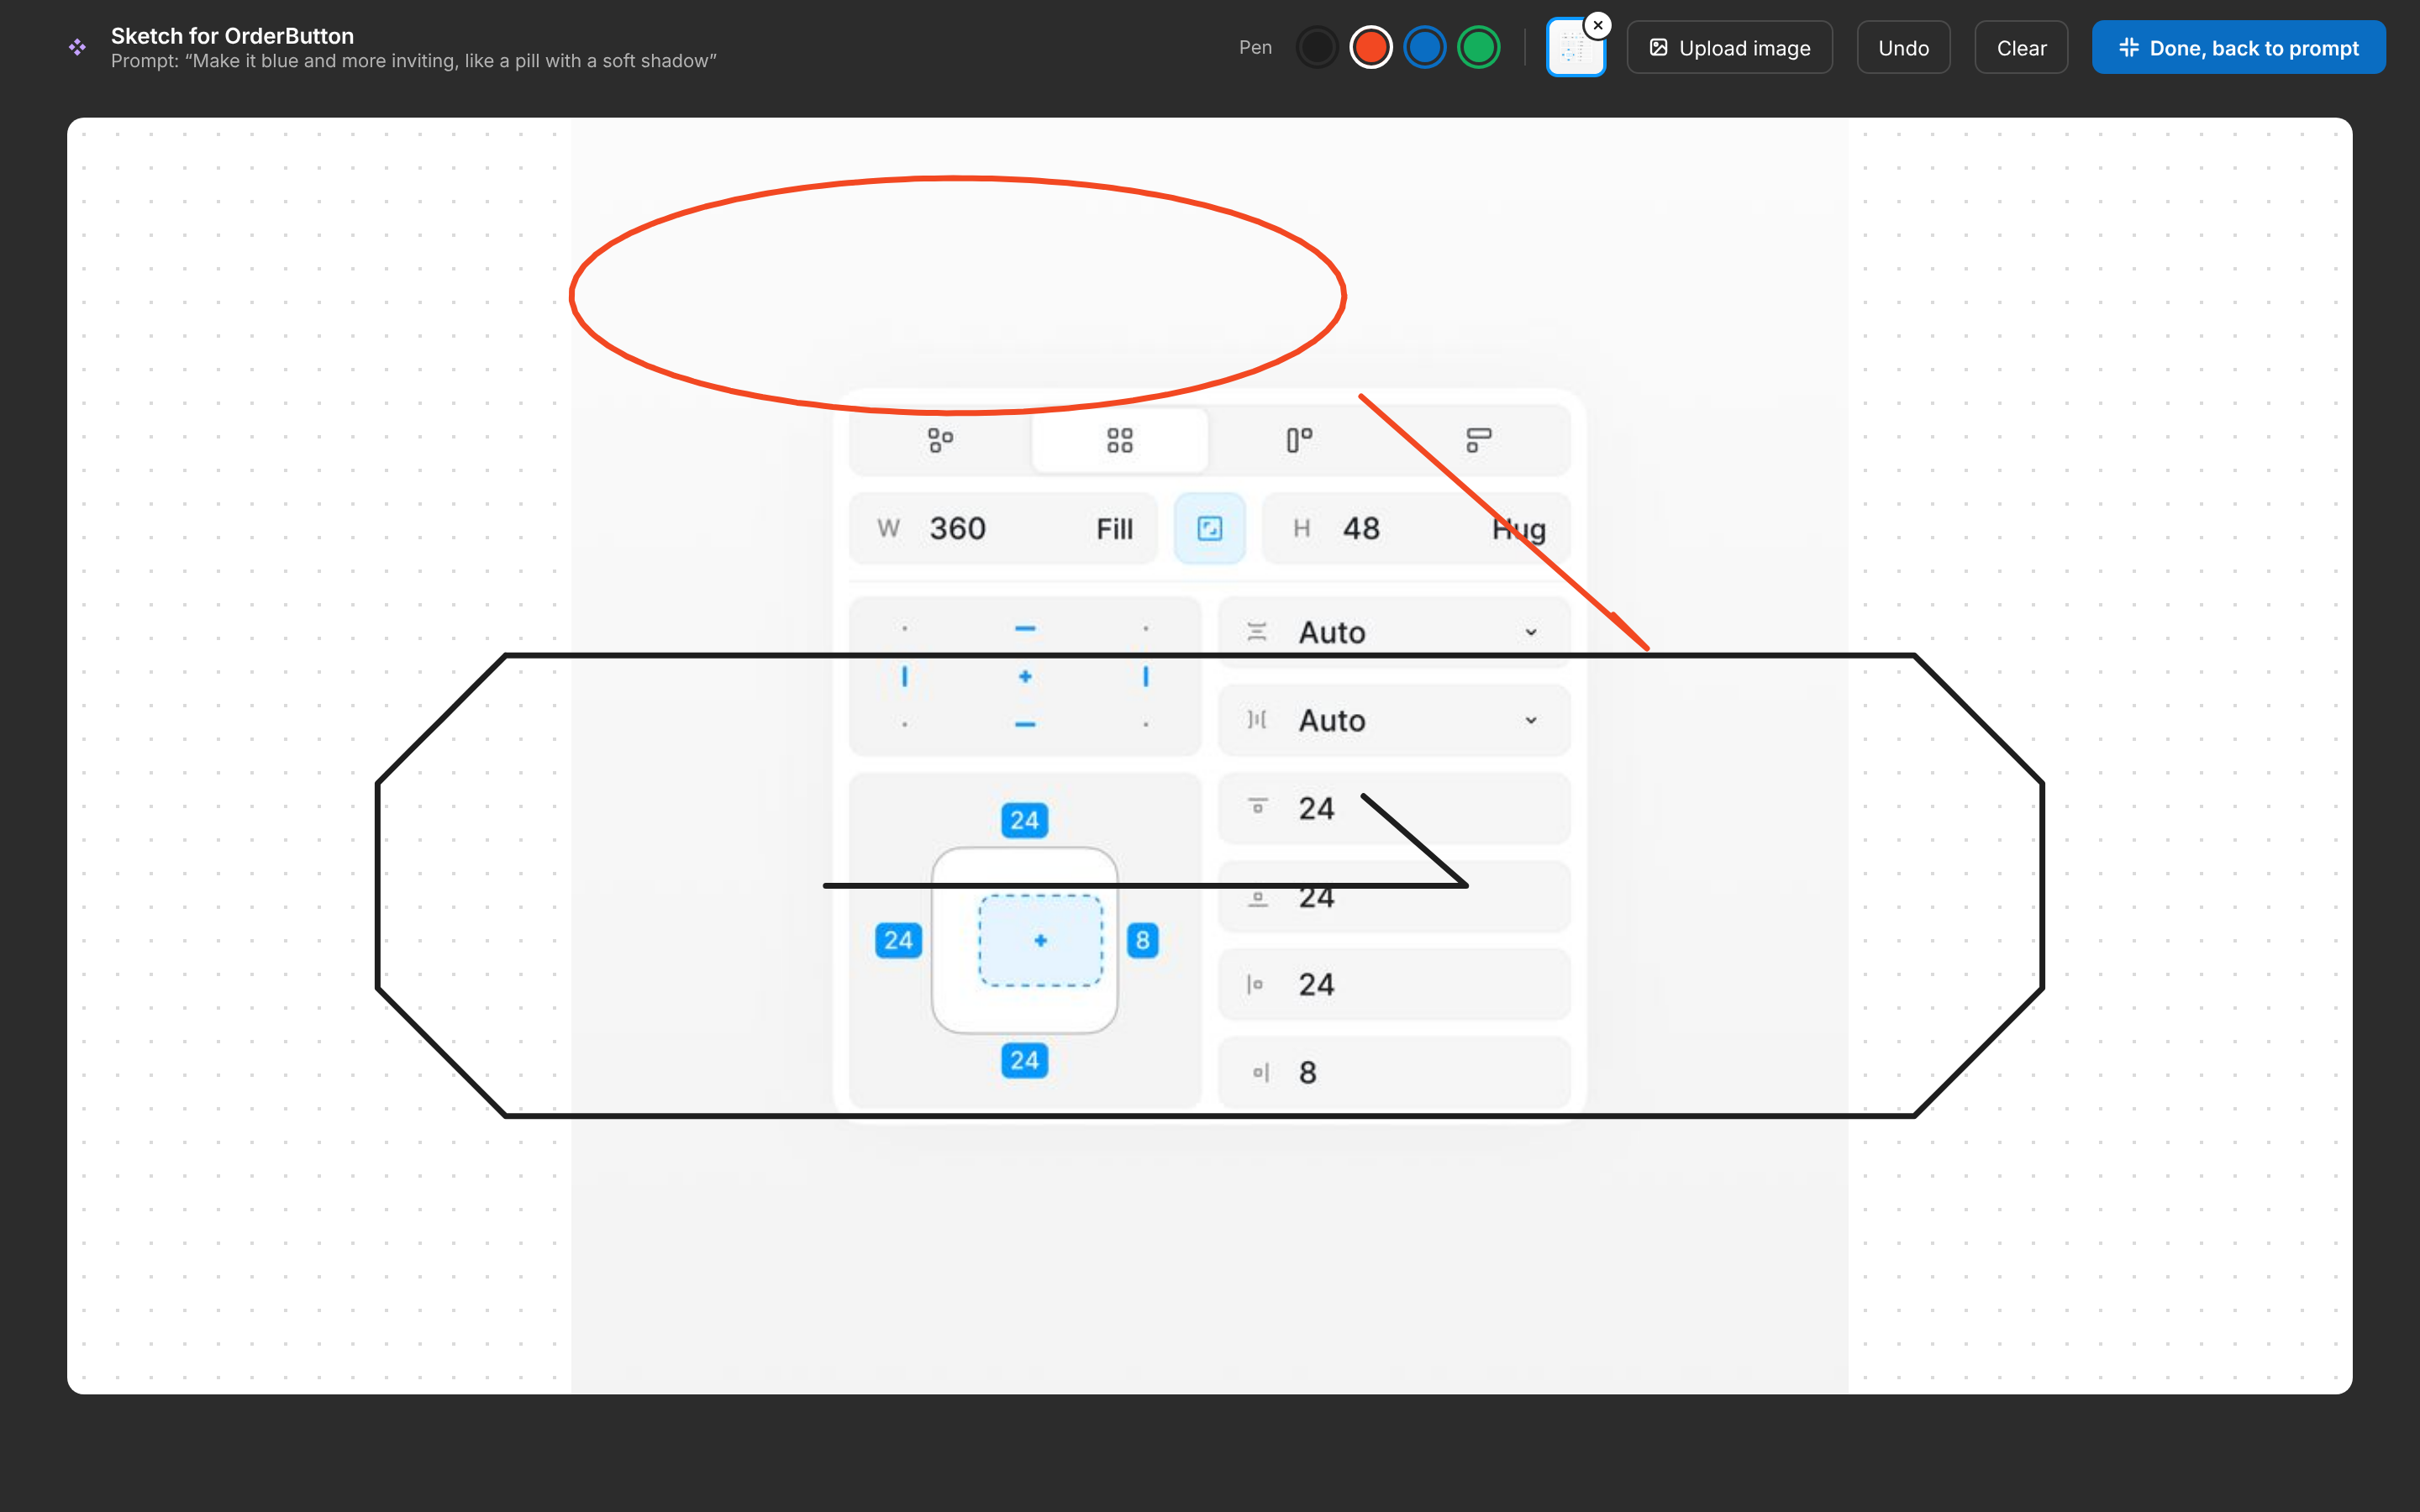 Sketch for OrderButton
Prompt: “Make it blue and more inviting, like a pill with a soft shadow”
Pen
Upload image
Undo
Clear
Done, back to prompt
W 360 Fill
H 48 Hug
Auto
Auto
24
24
24
8
24
24
24
8